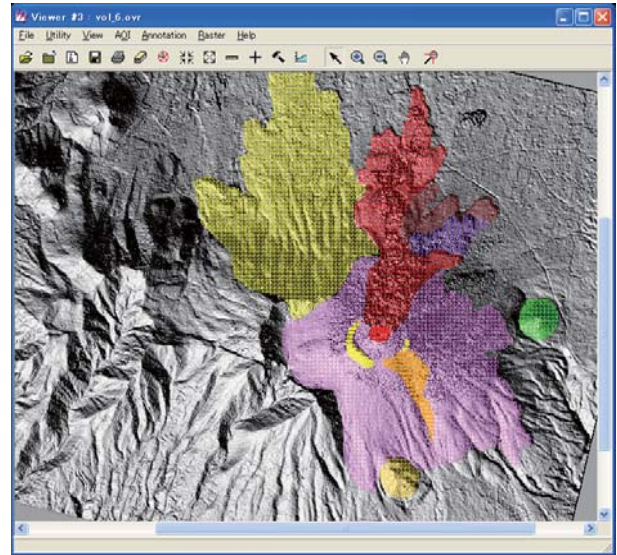 Viewer #3 : vol_6.ovr
File Utility View AOI Annotation Raster Help